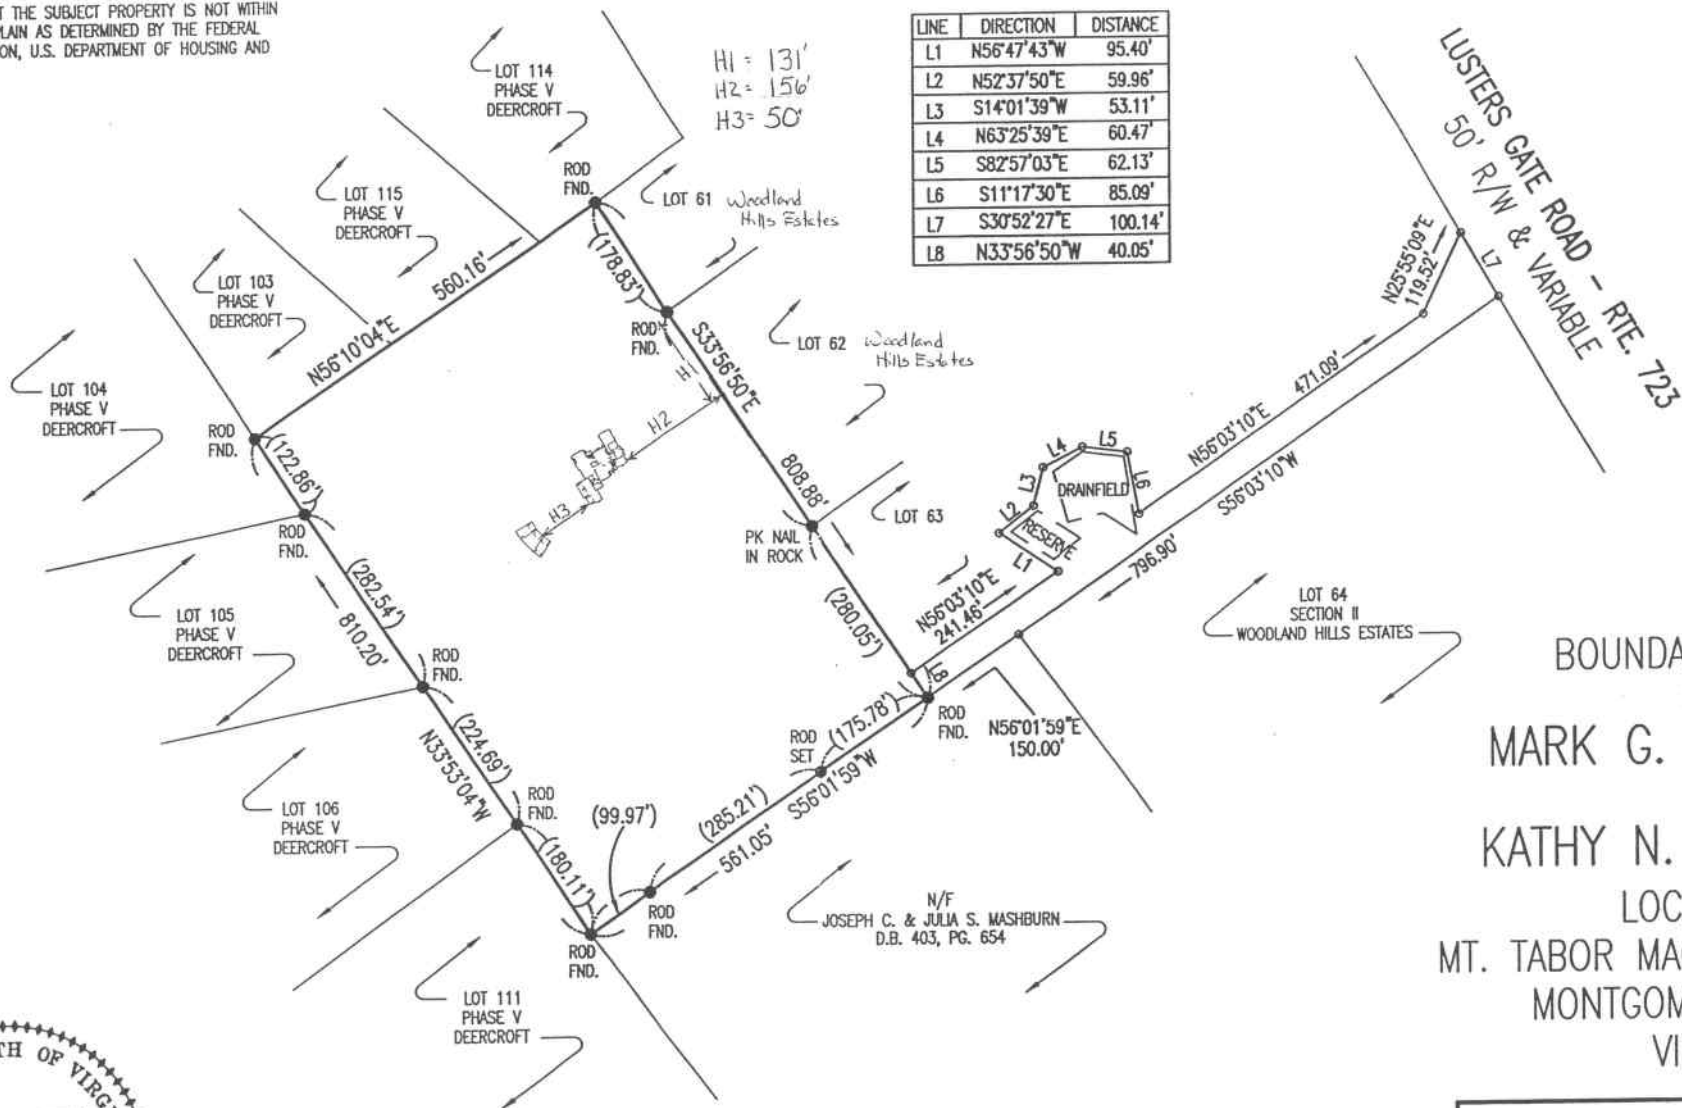 T THE SUBJECT PROPERTY IS NOT WITHIN
LAIN AS DETERMINED BY THE FEDERAL
ON, U.S. DEPARTMENT OF HOUSING AND
H1 = 131'
H2 = 156'
H3 = 50'
LINE DIRECTION DISTANCE
L1 N56°47'43"W 95.40'
L2 N52°37'50"E 59.96'
L3 S14°01'39"W 53.11'
L4 N63°25'39"E 60.47'
L5 S82°57'03"E 62.13'
L6 S11°17'30"E 85.09'
L7 S30°52'27"E 100.14'
L8 N33°56'50"W 40.05'
LUSTERS GATE ROAD - RTE. 723
50' R/W & VARIABLE
LOT 114
PHASE V
DEERCROFT
LOT 115
PHASE V
DEERCROFT
LOT 103
PHASE V
DEERCROFT
LOT 104
PHASE V
DEERCROFT
ROD
FND.
LOT 61 Woodland
Hills Estates
(178.83')
560.16'
N56°10'04"E
ROD
FND.
S33°56'50"E
808.88'
LOT 62 Woodland
Hills Estates
H
H2
H3
ROD
FND.
(122.86')
ROD
FND.
PK NAIL
IN ROCK
LOT 63
L7
N25°55'09"E
119.52'
471.09'
N56°03'10"E
S56°03'10"W
796.90'
L4
L5
L3
L6
DRAINFIELD
L2
RESERVE
L1
N56°03'10"E
241.46'
(280.05')
L8
LOT 64
SECTION II
WOODLAND HILLS ESTATES
LOT 105
PHASE V
DEERCROFT
(282.54')
810.20'
ROD
FND.
(224.69')
N33°53'04"W
ROD
FND.
N56°01'59"E
150.00'
(175.78')
ROD
SET
S56°01'59"W
(285.21')
561.05'
(99.97')
ROD
FND.
(180.11')
LOT 106
PHASE V
DEERCROFT
ROD
FND.
ROD
FND.
N/F
JOSEPH C. & JULIA S. MASHBURN
D.B. 403, PG. 654
LOT 111
PHASE V
DEERCROFT
BOUNDA
MARK G.
KATHY N.
LOC
MT. TABOR MAG
MONTGOM
VI
TH OF VIRG